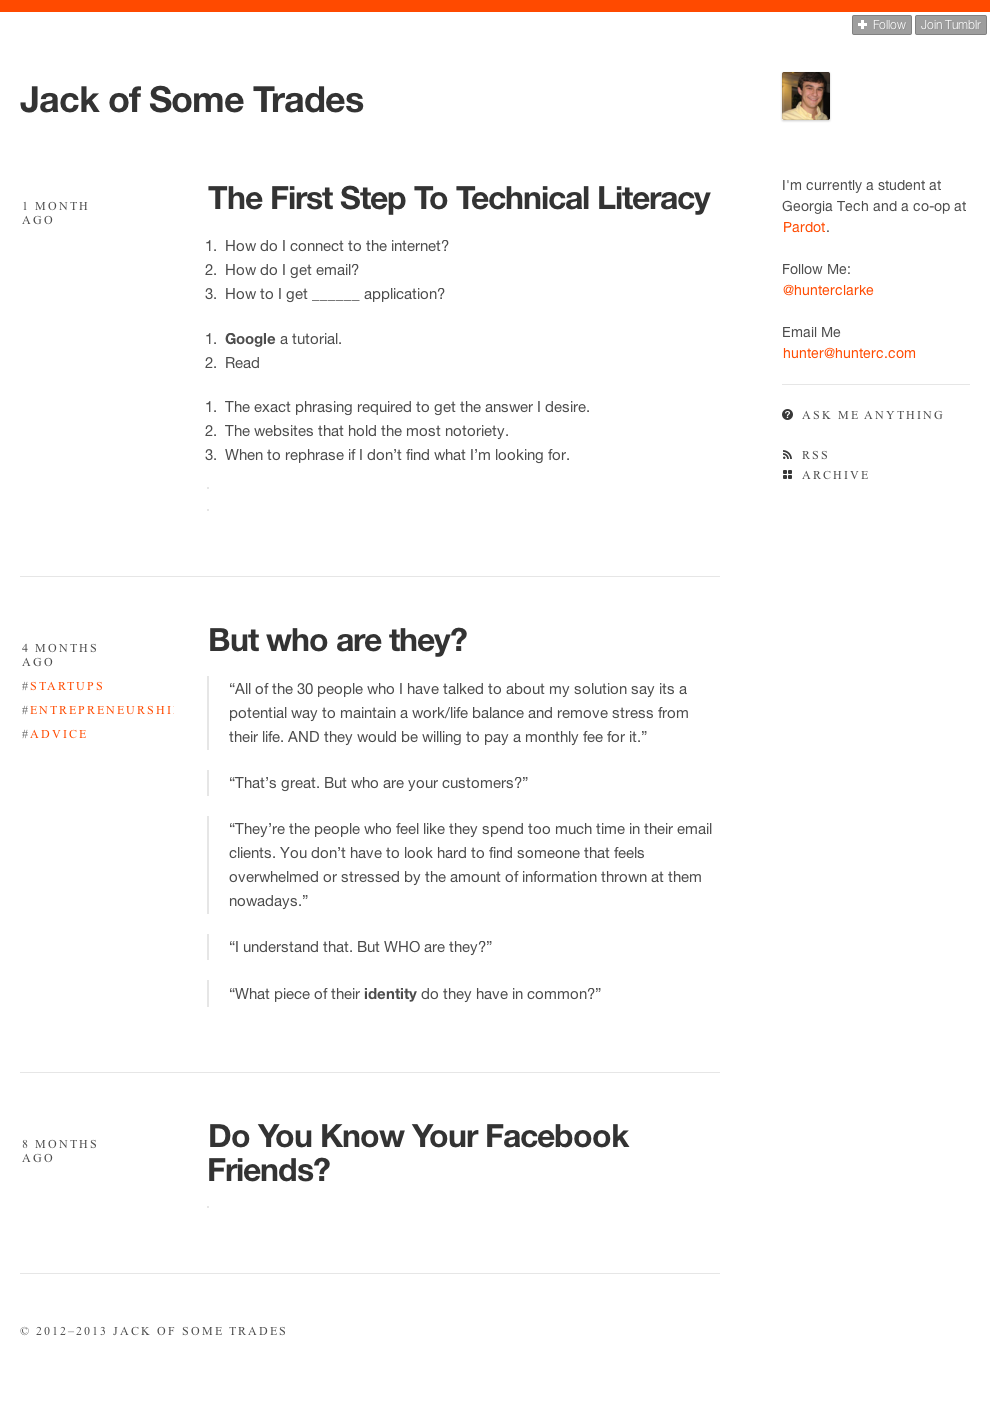 Follow
Join Tumblr
Jack of Some Trades
1 MONTH
AGO
The First Step To Technical Literacy
1. How do I connect to the internet?
2. How do I get email?
3. How to I get ______ application?
1. Google a tutorial.
2. Read
1. The exact phrasing required to get the answer I desire.
2. The websites that hold the most notoriety.
3. When to rephrase if I don’t find what I’m looking for.
4 MONTHS
AGO
#STARTUPS
#ENTREPRENEURSHI
#ADVICE
But who are they?
“All of the 30 people who I have talked to about my solution say its a
potential way to maintain a work/life balance and remove stress from
their life. AND they would be willing to pay a monthly fee for it.”
“That’s great. But who are your customers?”
“They’re the people who feel like they spend too much time in their email
clients. You don’t have to look hard to find someone that feels
overwhelmed or stressed by the amount of information thrown at them
nowadays.”
“I understand that. But WHO are they?”
“What piece of their identity do they have in common?”
8 MONTHS
AGO
Do You Know Your Facebook
Friends?
I'm currently a student at
Georgia Tech and a co-op at
Pardot.
Follow Me:
@hunterclarke
Email Me
hunter@hunterc.com
ASK ME ANYTHING
RSS
ARCHIVE
© 2012–2013 JACK OF SOME TRADES